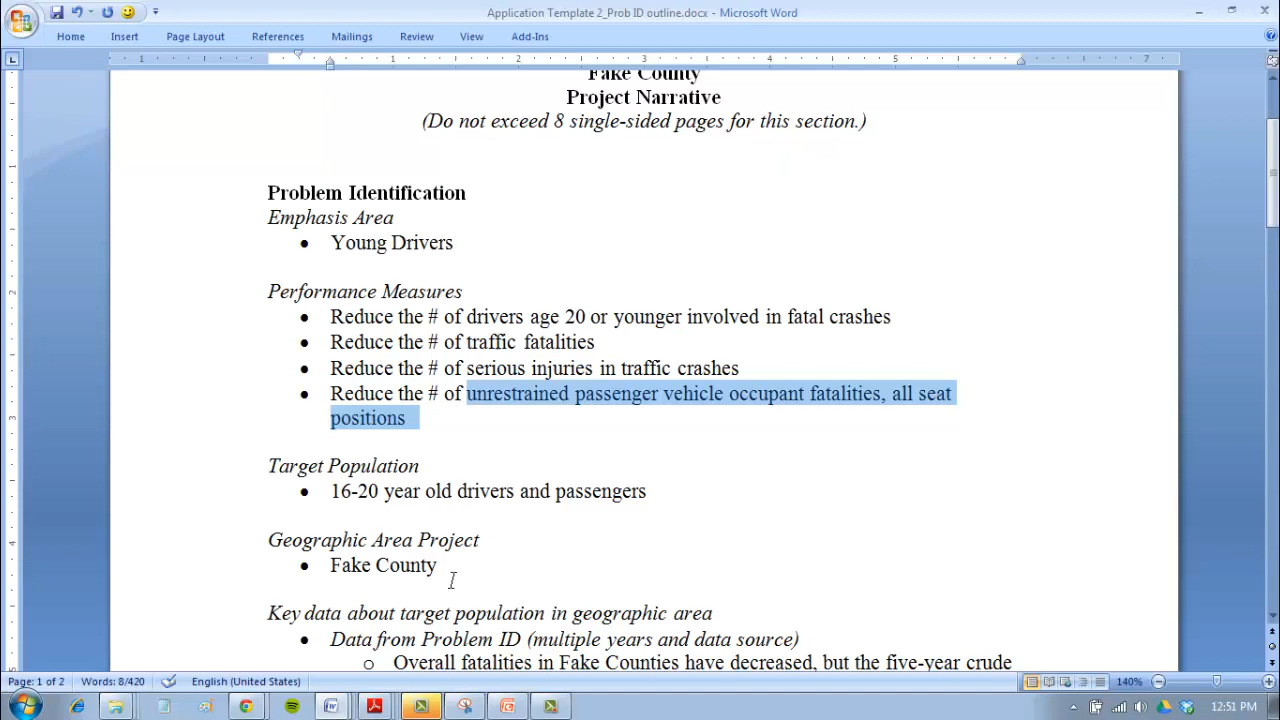 Application Template 2_Prob ID outline.docx - Microsoft Word
Home Insert Page Layout References Mailings Review View Add-Ins
1 1 2 3 4 5 7
Fake County
Project Narrative
(Do not exceed 8 single-sided pages for this section.)
Problem Identification
Emphasis Area
• Young Drivers
Performance Measures
• Reduce the # of drivers age 20 or younger involved in fatal crashes
• Reduce the # of traffic fatalities
• Reduce the # of serious injuries in traffic crashes
• Reduce the # of unrestrained passenger vehicle occupant fatalities, all seat
positions
Target Population
• 16-20 year old drivers and passengers
Geographic Area Project
• Fake County
Key data about target population in geographic area
• Data from Problem ID (multiple years and data source)
o Overall fatalities in Fake Counties have decreased, but the five-year crude
Page: 1 of 2 Words: 8/420 English (United States) 140%
12:51 PM